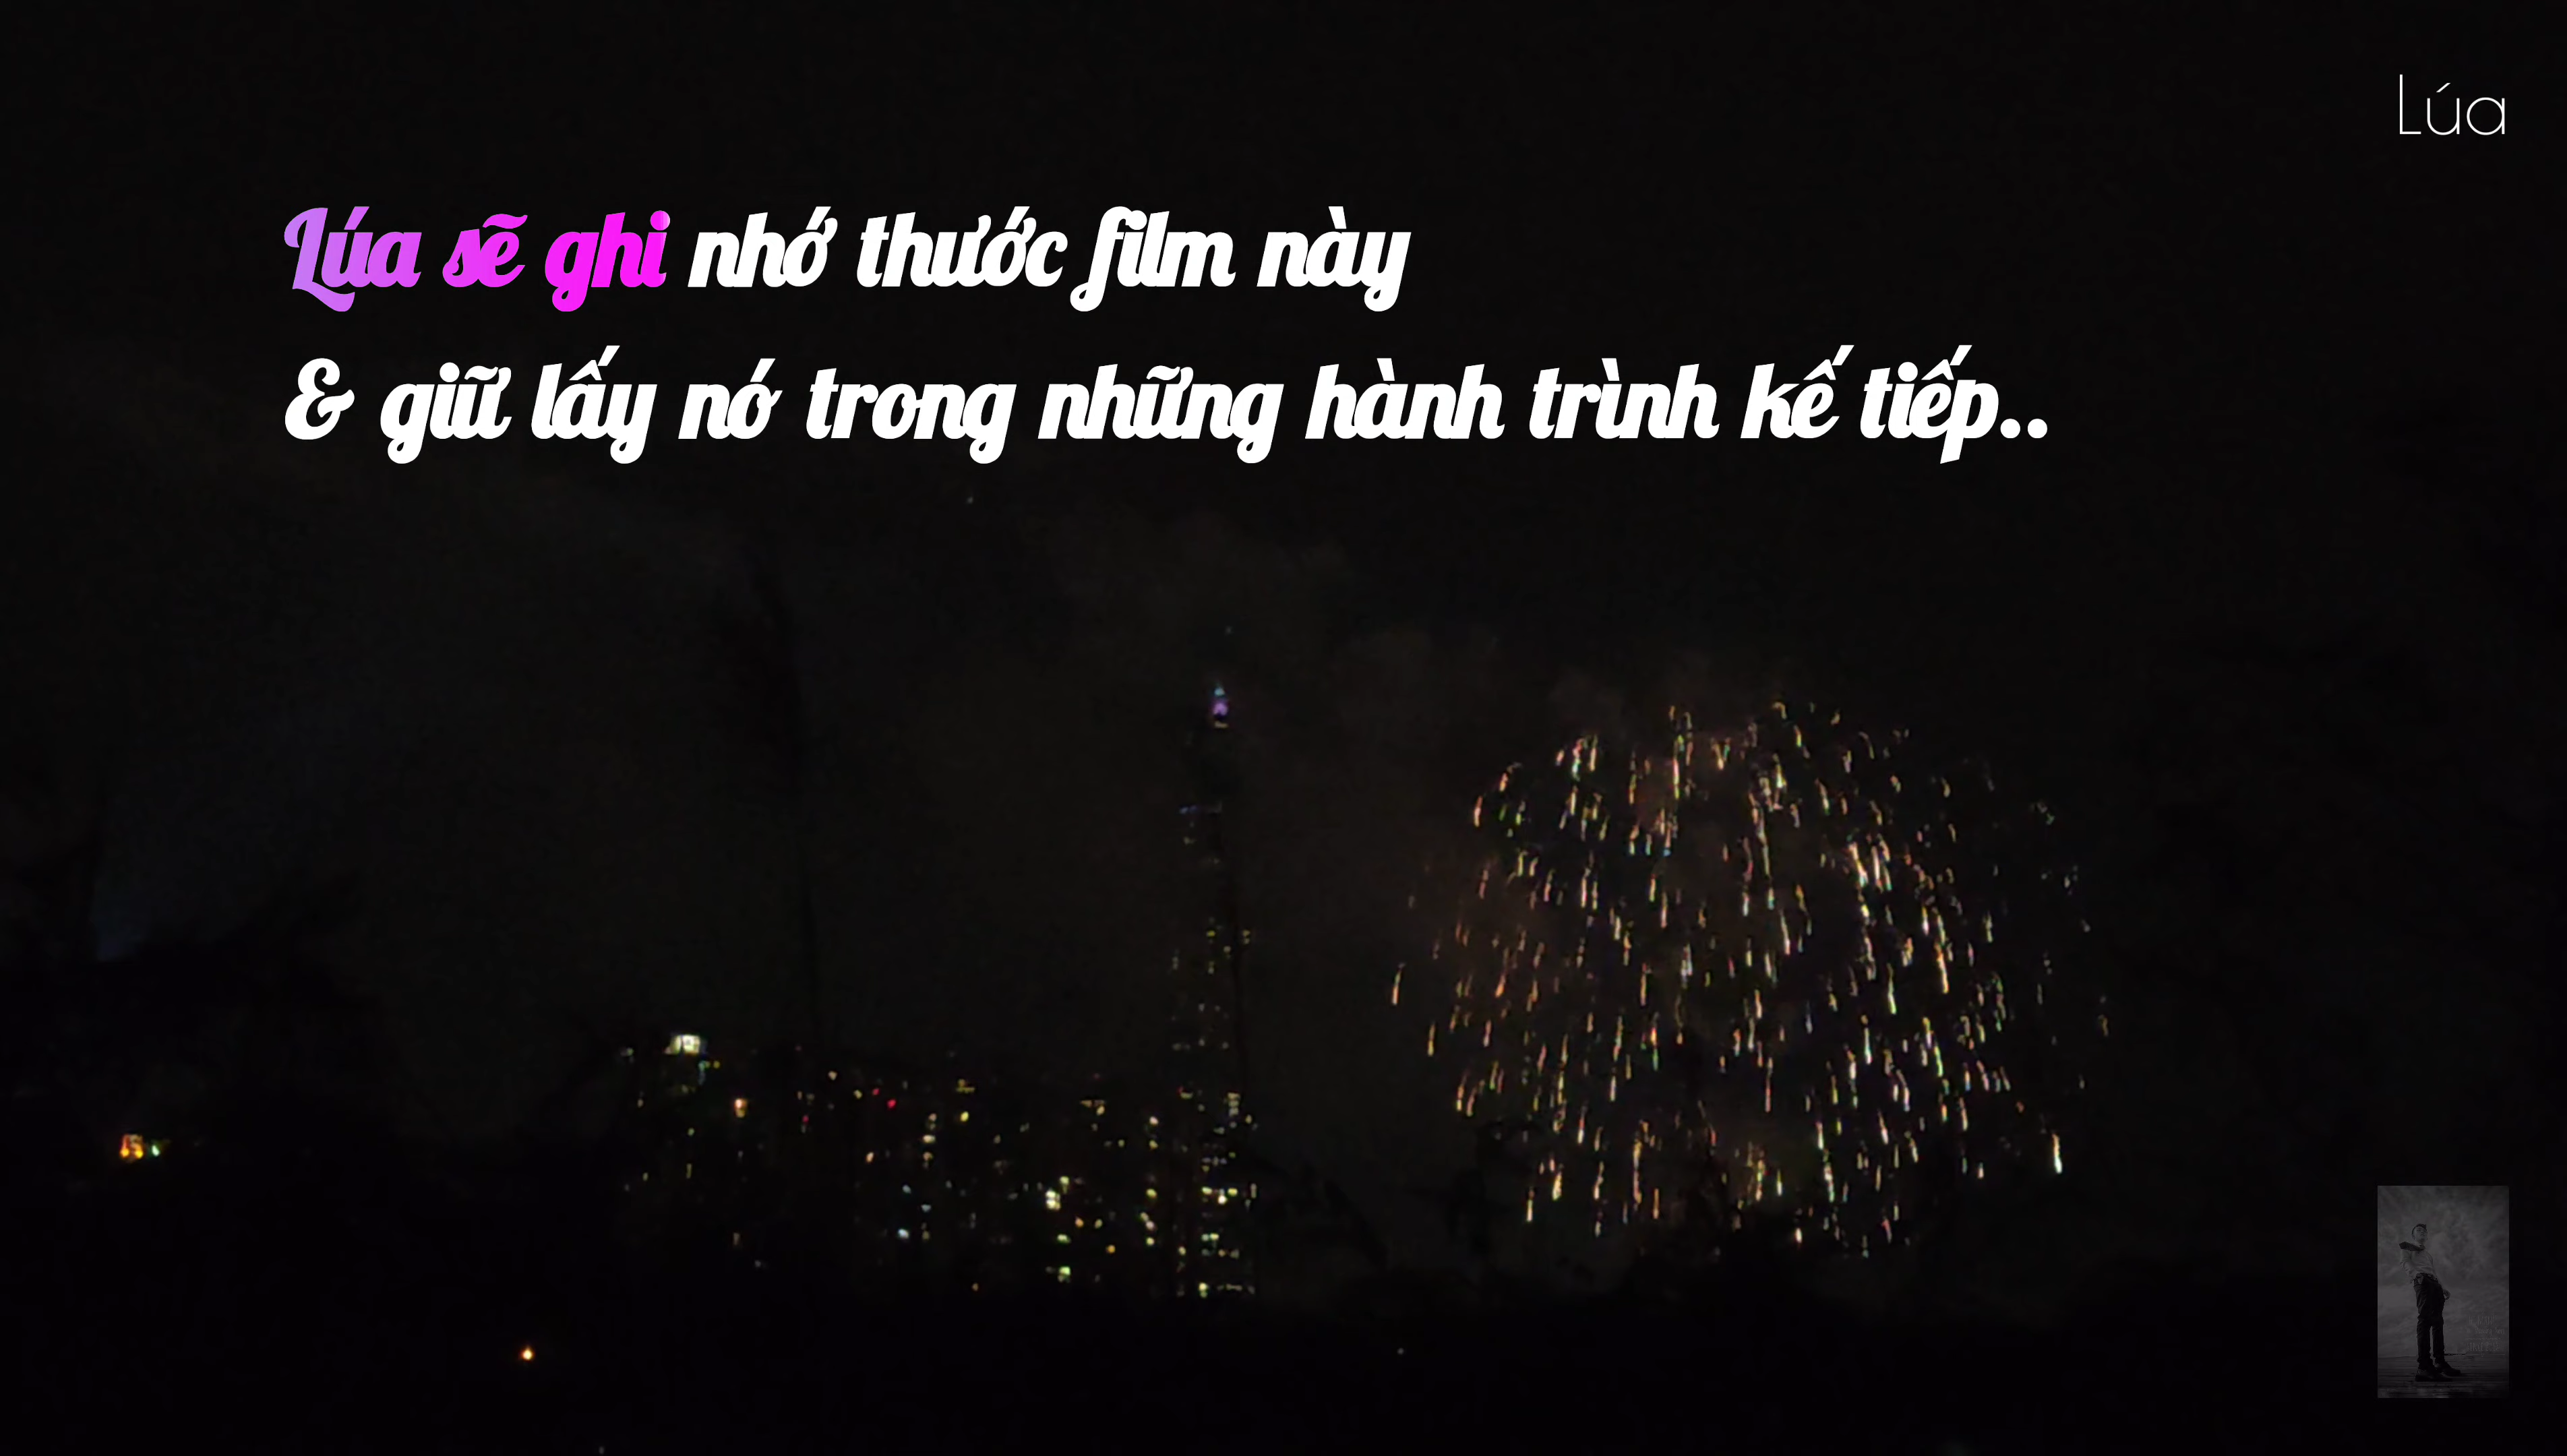 Lúa
Lúa sẽ ghi nhớ thước film này
& giữ lấy nó trong những hành trình kế tiếp..